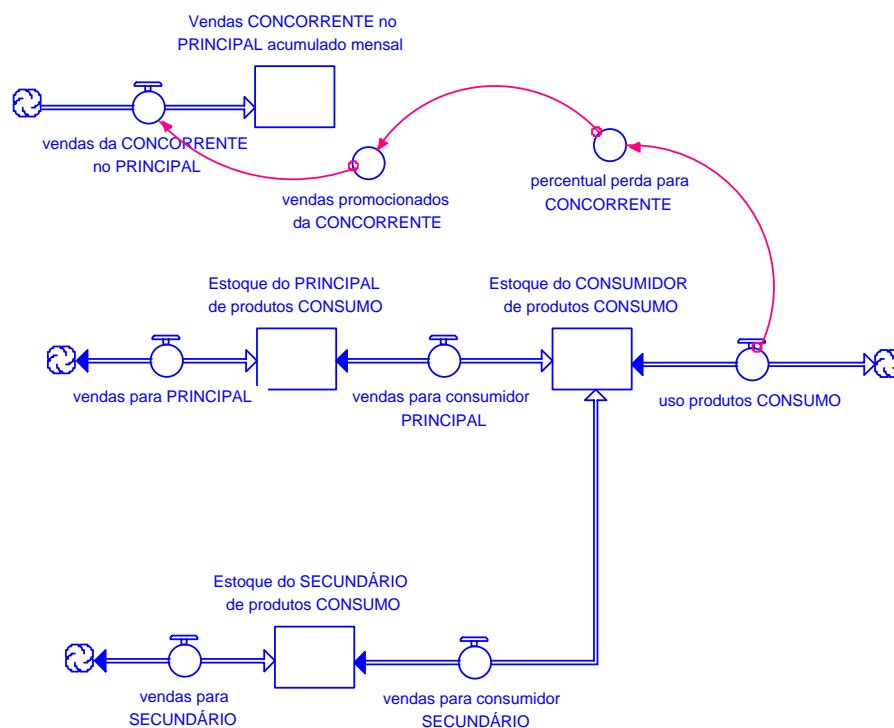 Vendas CONCORRENTE no
PRINCIPAL acumulado mensal
vendas da CONCORRENTE
no PRINCIPAL
vendas promocionados
da CONCORRENTE
percentual perda para
CONCORRENTE
Estoque do PRINCIPAL
de produtos CONSUMO
Estoque do CONSUMIDOR
de produtos CONSUMO
vendas para PRINCIPAL
vendas para consumidor
PRINCIPAL
uso produtos CONSUMO
Estoque do SECUNDÁRIO
de produtos CONSUMO
vendas para
SECUNDÁRIO
vendas para consumidor
SECUNDÁRIO